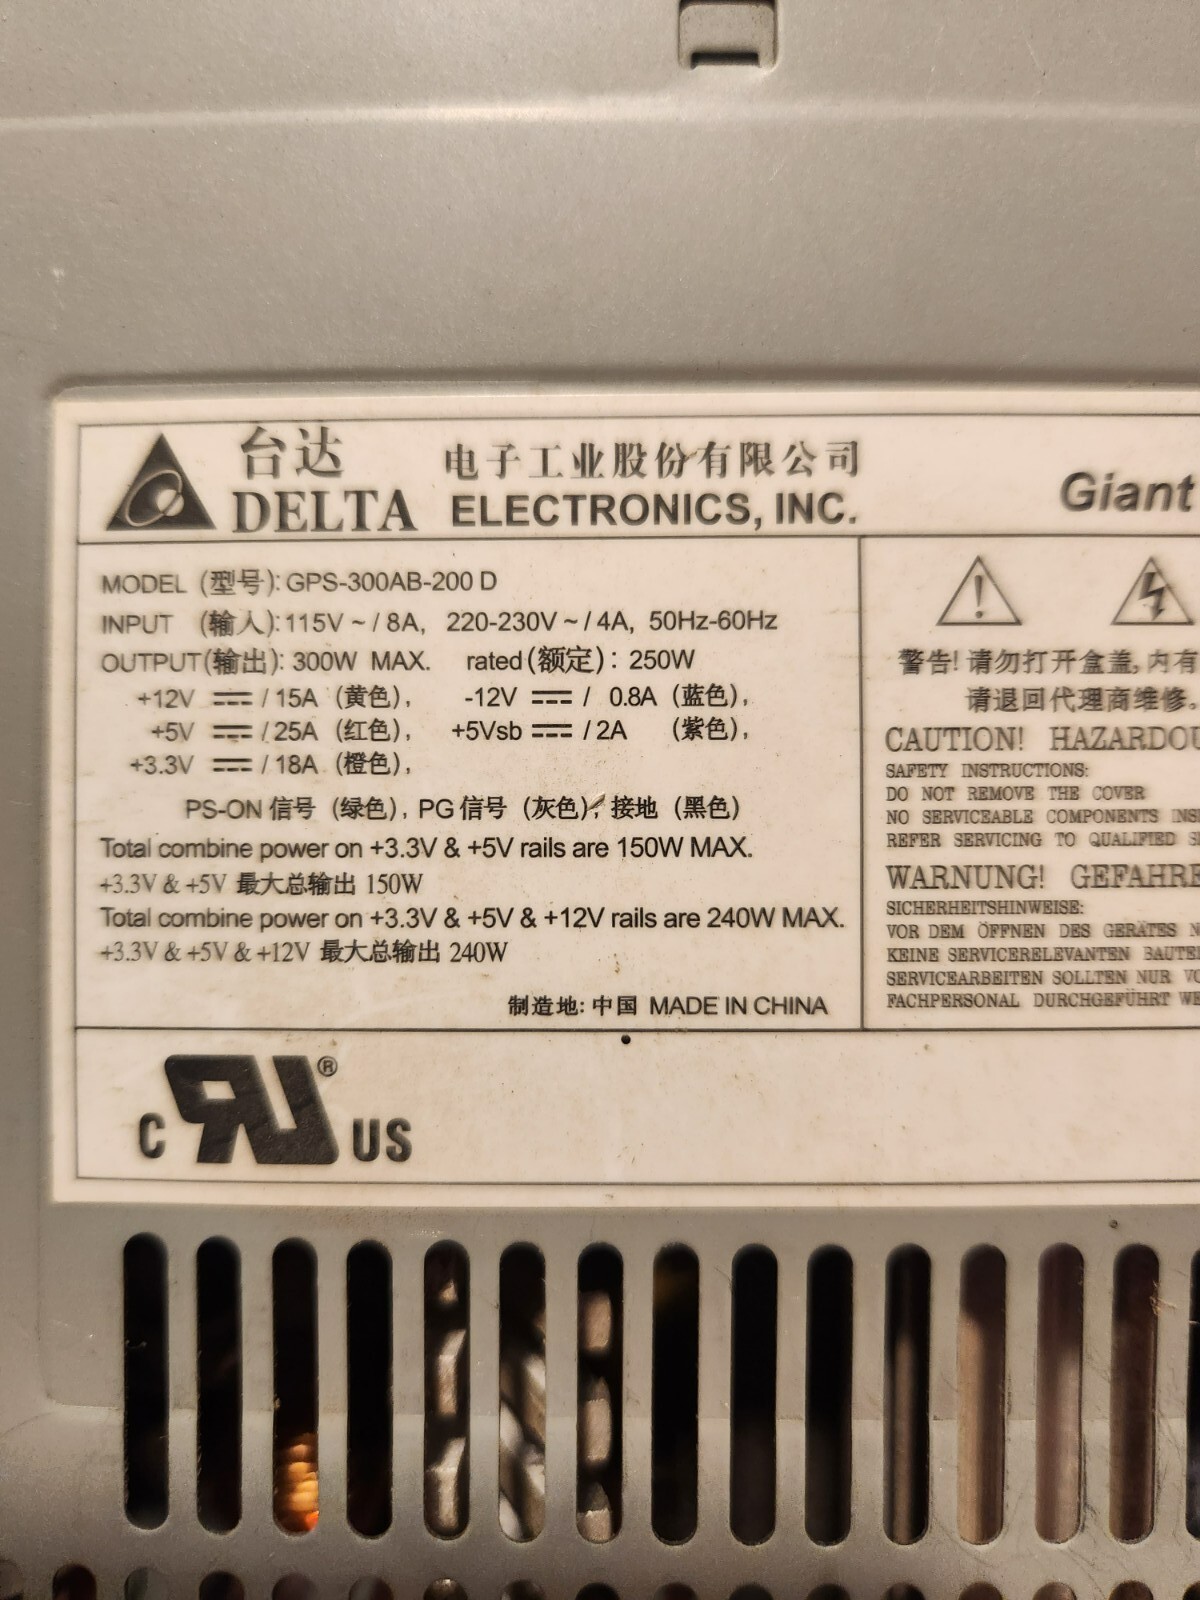 台达 电子工业股份有限公司
DELTA ELECTRONICS, INC.
Giant
MODEL (型号): GPS-300AB-200 D
INPUT (输入): 115V ~ / 8A, 220-230V ~ / 4A, 50Hz-60Hz
OUTPUT(输出): 300W MAX. rated (额定) : 250W
+12V ⎓ / 15A (黄色), -12V ⎓ / 0.8A (蓝色),
+5V ⎓ / 25A (红色), +5Vsb ⎓ / 2A (紫色),
+3.3V ⎓ / 18A (橙色),
PS-ON 信号 (绿色), PG 信号 (灰色), 接地 (黑色)
Total combine power on +3.3V & +5V rails are 150W MAX.
+3.3V & +5V 最大总输出 150W
Total combine power on +3.3V & +5V & +12V rails are 240W MAX.
+3.3V & +5V & +12V 最大总输出 240W
制造地: 中国 MADE IN CHINA
警告! 请勿打开盒盖, 内有
请退回代理商维修。
CAUTION! HAZARDOU
SAFETY INSTRUCTIONS:
DO NOT REMOVE THE COVER
NO SERVICEABLE COMPONENTS INS
REFER SERVICING TO QUALIFIED S
WARNUNG! GEFAHRE
SICHERHEITSHINWEISE:
VOR DEM ÖFFNEN DES GERÄTES N
KEINE SERVICERELEVANTEN BAUTE
SERVICEARBEITEN SOLLTEN NUR VO
FACHPERSONAL DURCHGEFÜHRT WE
C RU ® US